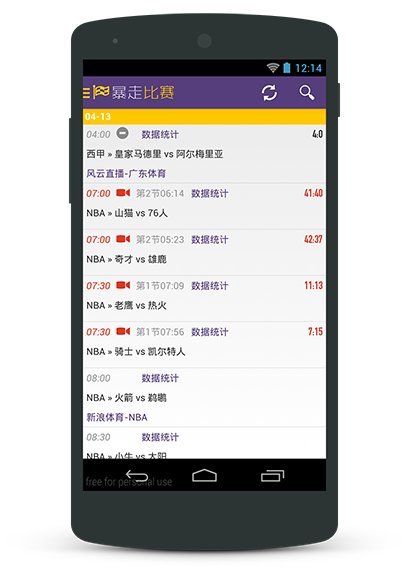 12:14
暴走比赛
04-13
04:00 数据统计 4:0
西甲 » 皇家马德里 vs 阿尔梅里亚
风云直播-广东体育
07:00 第2节06:14 数据统计 41:40
NBA » 山猫 vs 76人
07:00 第2节05:23 数据统计 42:37
NBA » 奇才 vs 雄鹿
07:30 第1节07:09 数据统计 11:13
NBA » 老鹰 vs 热火
07:30 第1节07:56 数据统计 7:15
NBA » 骑士 vs 凯尔特人
08:00 数据统计
NBA » 火箭 vs 鹈鹕
新浪体育-NBA
08:30 数据统计
NBA » 小牛 vs 太阳
free for personal use